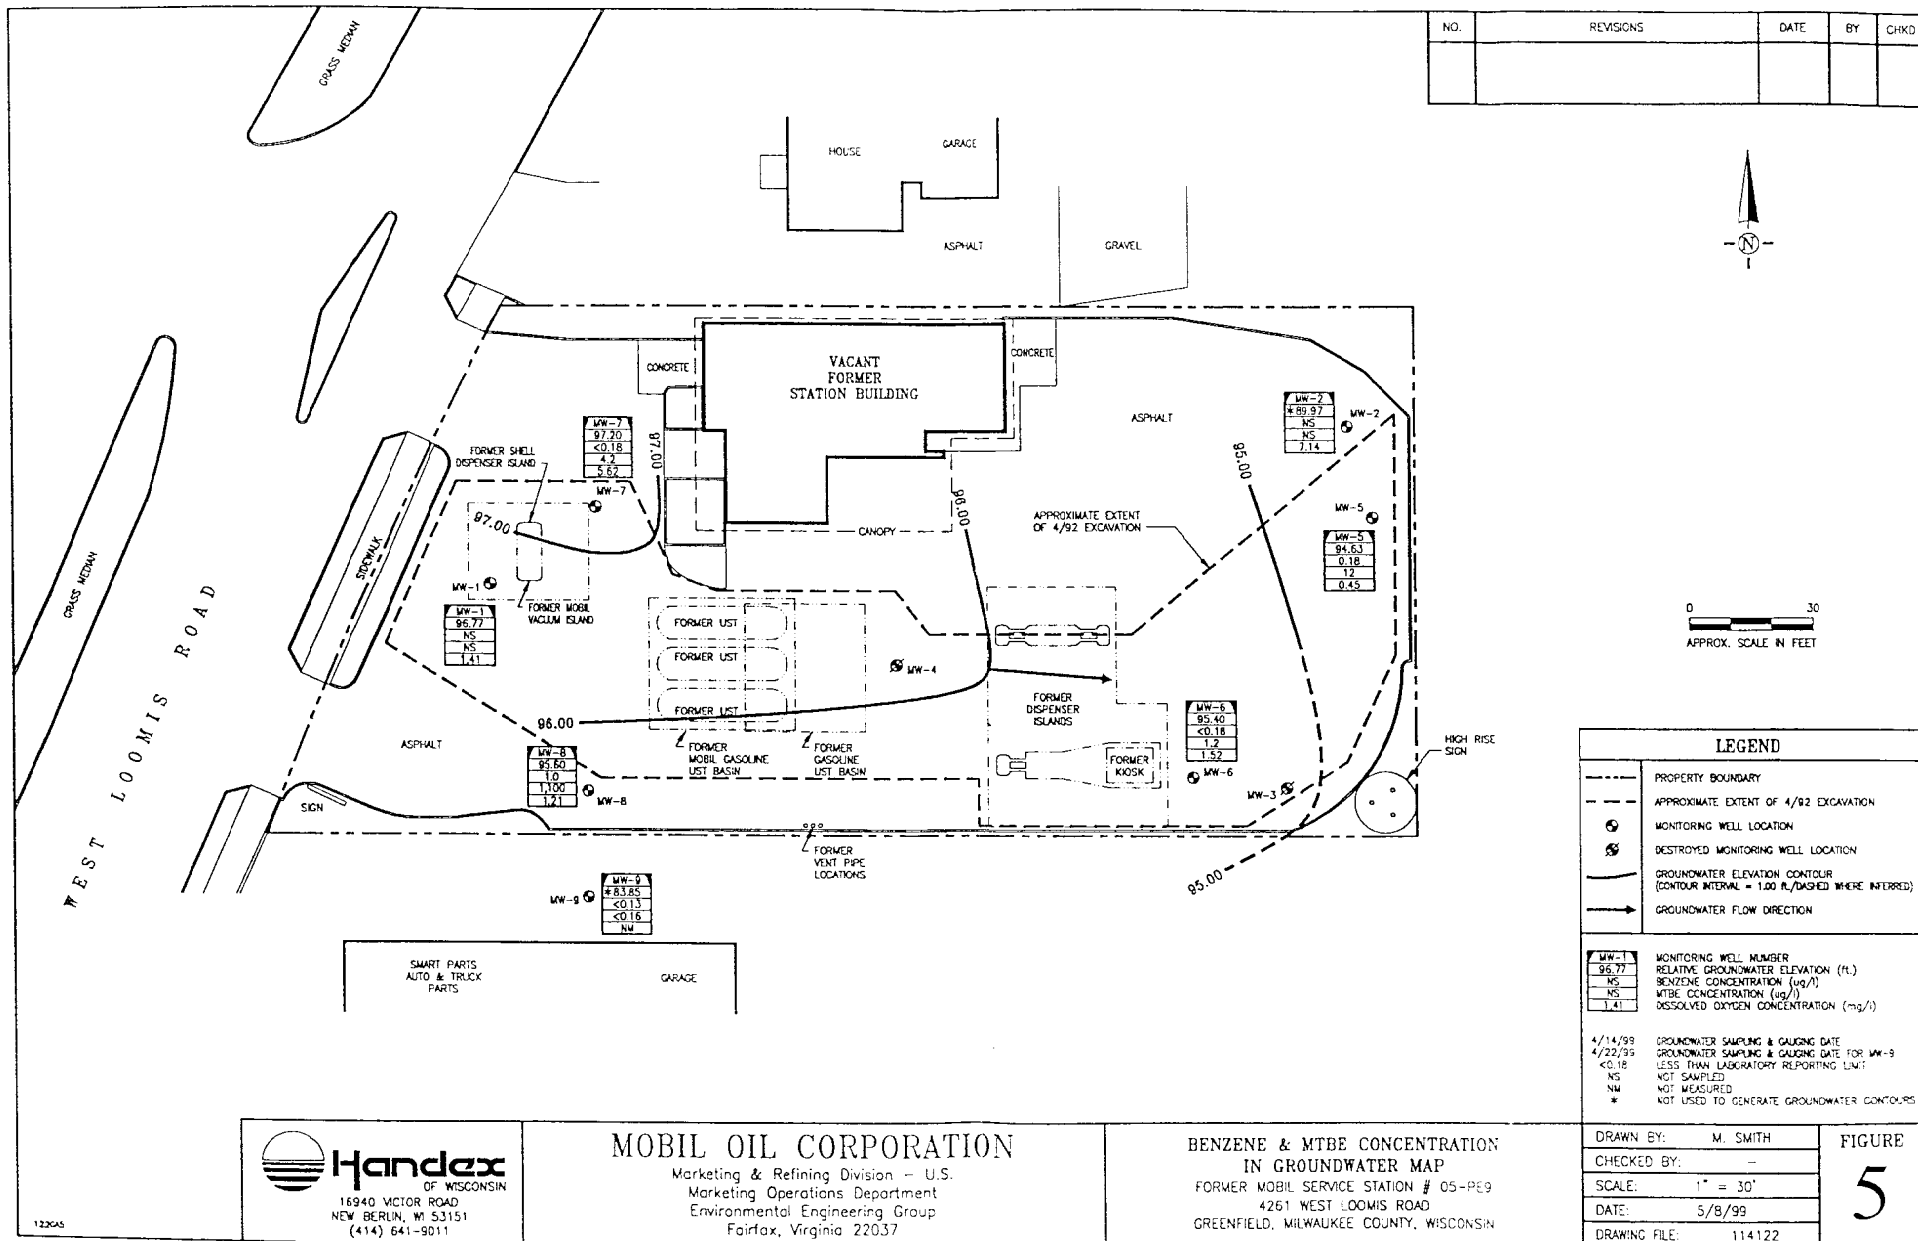 NO.
REVISIONS
DATE
BY
CHKD
GRASS MEDIAN
HOUSE
GARAGE
ASPHALT
GRAVEL
N
CONCRETE
VACANT
FORMER
STATION BUILDING
CONCRETE
ASPHALT
MW-2
*89.97
NS
NS
7.14
MW-2
MW-7
97.20
<0.18
4.2
5.62
97.00
FORMER SHELL
DISPENSER ISLAND
MW-7
97.00
CANOPY
96.00
95.00
APPROXIMATE EXTENT
OF 4/92 EXCAVATION
MW-5
MW-5
94.63
0.18
12
0.45
SIDEWALK
GRASS MEDIAN
MW-1
MW-1
96.77
NS
NS
1.41
FORMER MOBIL
VACUUM ISLAND
FORMER UST
FORMER UST
FORMER UST
MW-4
0
30
APPROX. SCALE IN FEET
WEST LOOMIS ROAD
FORMER
DISPENSER
ISLANDS
96.00
MW-6
95.40
<0.18
1.2
1.52
MW-6
ASPHALT
FORMER
MOBIL GASOLINE
UST BASIN
FORMER
GASOLINE
UST BASIN
FORMER
KIOSK
HIGH RISE
SIGN
MW-8
95.60
1.0
1,100
1.21
MW-8
MW-3
SIGN
FORMER
VENT PIPE
LOCATIONS
95.00
MW-9
MW-9
*83.85
<0.13
<0.16
NM
SMART PARTS
AUTO & TRUCK
PARTS
GARAGE
LEGEND
PROPERTY BOUNDARY
APPROXIMATE EXTENT OF 4/92 EXCAVATION
MONITORING WELL LOCATION
DESTROYED MONITORING WELL LOCATION
GROUNDWATER ELEVATION CONTOUR
(CONTOUR INTERVAL = 1.00 ft./DASHED WHERE INFERRED)
GROUNDWATER FLOW DIRECTION
MW-1 MONITORING WELL NUMBER
96.77 RELATIVE GROUNDWATER ELEVATION (ft.)
NS BENZENE CONCENTRATION (ug/l)
NS MTBE CONCENTRATION (ug/l)
1.41 DISSOLVED OXYGEN CONCENTRATION (mg/l)
4/14/99 GROUNDWATER SAMPLING & GAUGING DATE
4/22/99 GROUNDWATER SAMPLING & GAUGING DATE FOR MW-9
<0.18 LESS THAN LABORATORY REPORTING LIMIT
NS NOT SAMPLED
NM NOT MEASURED
* NOT USED TO GENERATE GROUNDWATER CONTOURS
Handex
OF WISCONSIN
16940 VICTOR ROAD
NEW BERLIN, WI 53151
(414) 641-9011
MOBIL OIL CORPORATION
Marketing & Refining Division - U.S.
Marketing Operations Department
Environmental Engineering Group
Fairfax, Virginia 22037
BENZENE & MTBE CONCENTRATION
IN GROUNDWATER MAP
FORMER MOBIL SERVICE STATION # 05-PE9
4261 WEST LOOMIS ROAD
GREENFIELD, MILWAUKEE COUNTY, WISCONSIN
DRAWN BY: M. SMITH
CHECKED BY: -
SCALE: 1" = 30'
DATE: 5/8/99
DRAWING FILE: 114122
FIGURE
5